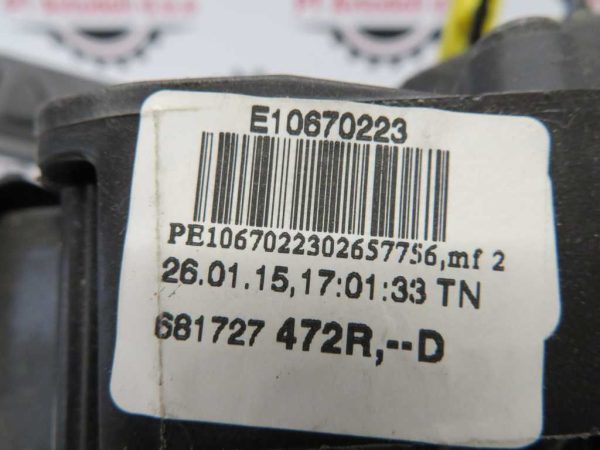 E10670223
PE1067022302657756,mf 2
26.01.15,17:01:33 TN
681727 472R,--D